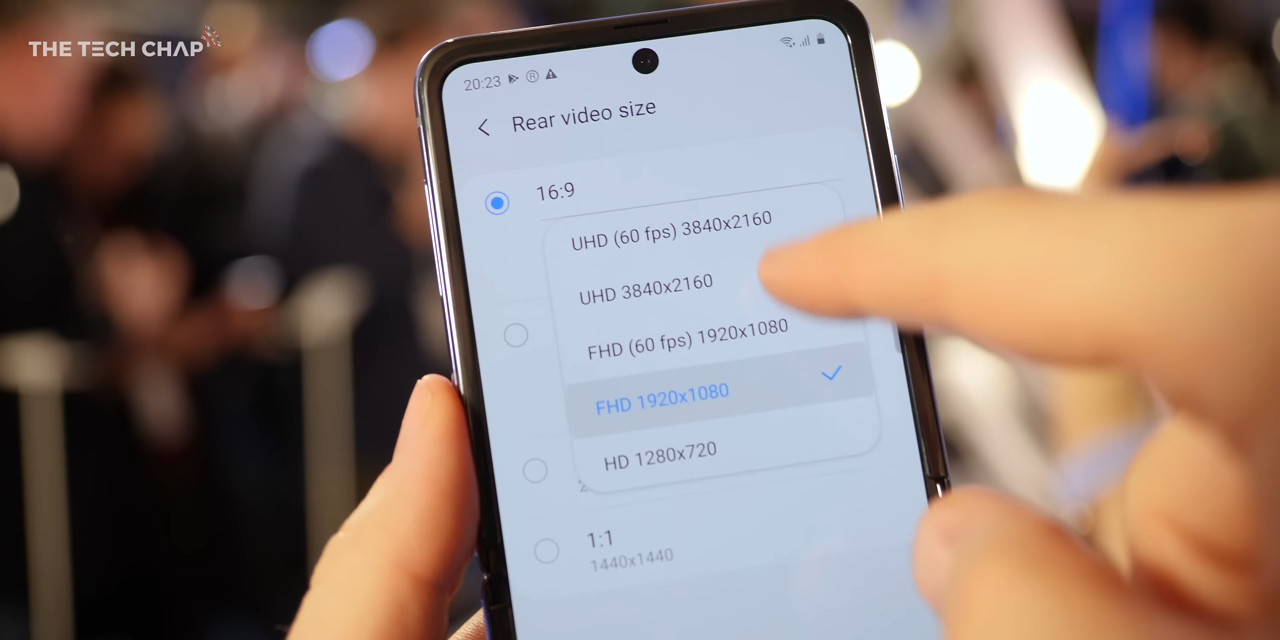 THE TECH CHAP
20:23
Rear video size
16:9
UHD (60 fps) 3840x2160
UHD 3840x2160
FHD (60 fps) 1920x1080
FHD 1920x1080
HD 1280x720
1:1
1440x1440